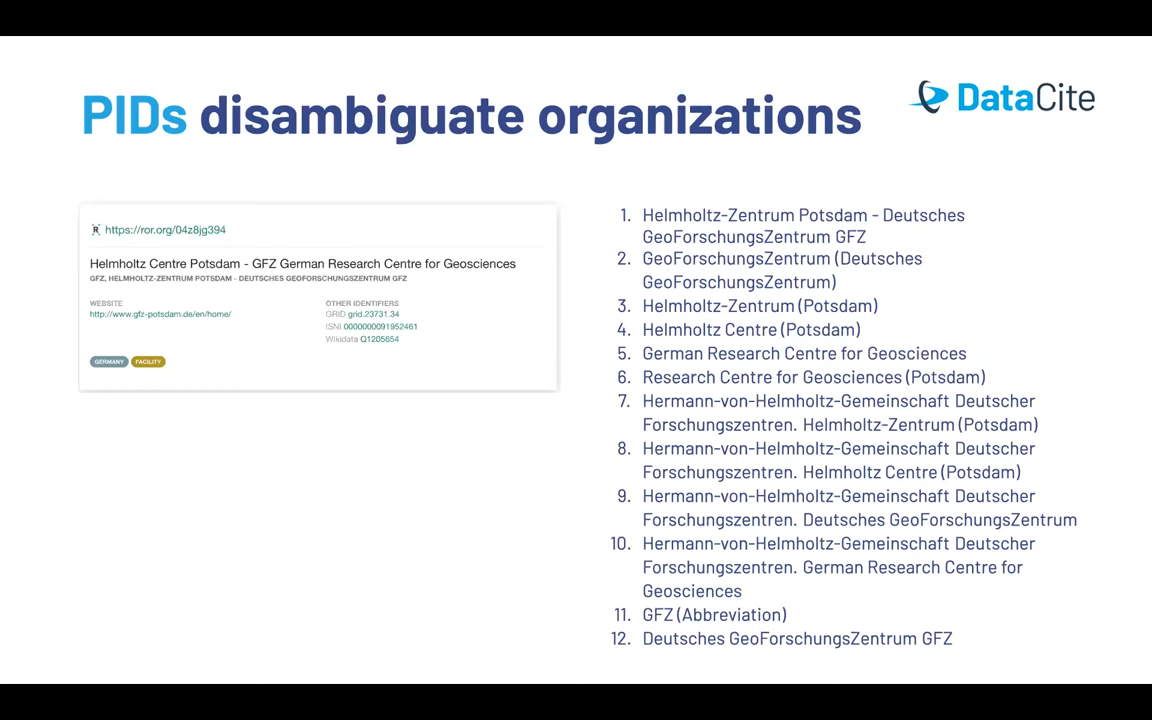 PIDs disambiguate organizations
DataCite
https://ror.org/04z8jg394
Helmholtz Centre Potsdam - GFZ German Research Centre for Geosciences
GFZ, HELMHOLTZ-ZENTRUM POTSDAM - DEUTSCHES GEOFORSCHUNGSZENTRUM GFZ
WEBSITE
http://www.gfz-potsdam.de/en/home/
OTHER IDENTIFIERS
GRID grid.23731.34
ISNI 0000000091952461
Wikidata Q1205654
GERMANY FACILITY
1. Helmholtz-Zentrum Potsdam - Deutsches
GeoForschungsZentrum GFZ
2. GeoForschungsZentrum (Deutsches
GeoForschungsZentrum)
3. Helmholtz-Zentrum (Potsdam)
4. Helmholtz Centre (Potsdam)
5. German Research Centre for Geosciences
6. Research Centre for Geosciences (Potsdam)
7. Hermann-von-Helmholtz-Gemeinschaft Deutscher
Forschungszentren. Helmholtz-Zentrum (Potsdam)
8. Hermann-von-Helmholtz-Gemeinschaft Deutscher
Forschungszentren. Helmholtz Centre (Potsdam)
9. Hermann-von-Helmholtz-Gemeinschaft Deutscher
Forschungszentren. Deutsches GeoForschungsZentrum
10. Hermann-von-Helmholtz-Gemeinschaft Deutscher
Forschungszentren. German Research Centre for
Geosciences
11. GFZ (Abbreviation)
12. Deutsches GeoForschungsZentrum GFZ